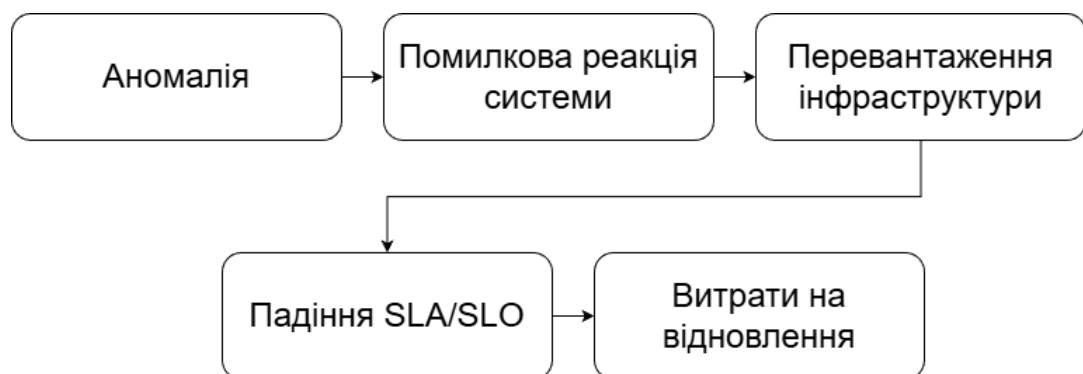 Аномалія
Помилкова реакція
системи
Перевантаження
інфраструктури
Падіння SLA/SLO
Витрати на
відновлення